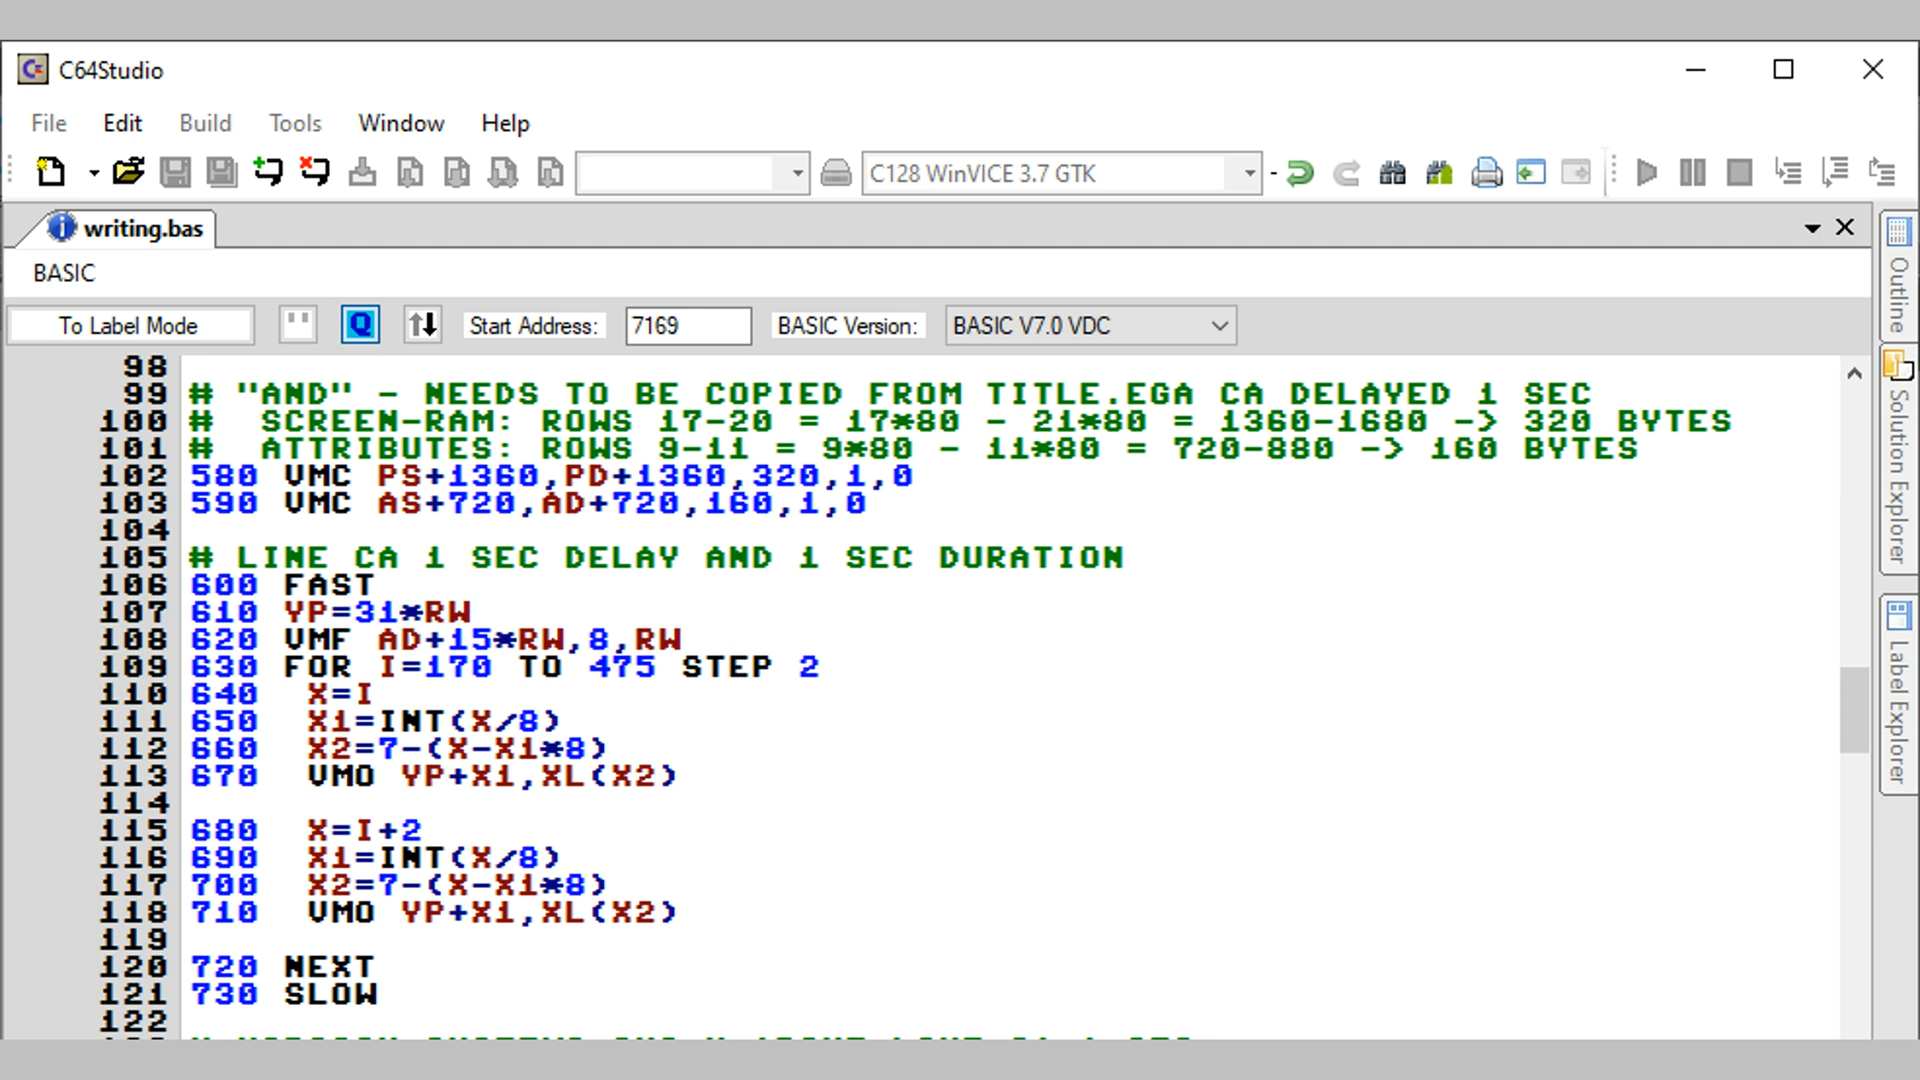 C64Studio
File Edit Build Tools Window Help
C128 WinVICE 3.7 GTK
writing.bas
BASIC
To Label Mode " Q Start Address: 7169 BASIC Version: BASIC V7.0 VDC
98
99 # "AND" - NEEDS TO BE COPIED FROM TITLE.EGA CA DELAYED 1 SEC
100 #  SCREEN-RAM: ROWS 17-20 = 17*80 - 21*80 = 1360-1680 -> 320 BYTES
101 #  ATTRIBUTES: ROWS 9-11 = 9*80 - 11*80 = 720-880 -> 160 BYTES
102 580 VMC PS+1360,PD+1360,320,1,0
103 590 VMC AS+720,AD+720,160,1,0
104
105 # LINE CA 1 SEC DELAY AND 1 SEC DURATION
106 600 FAST
107 610 YP=31*RW
108 620 VMF AD+15*RW,8,RW
109 630 FOR I=170 TO 475 STEP 2
110 640  X=I
111 650  X1=INT(X/8)
112 660  X2=7-(X-X1*8)
113 670  VMO YP+X1,XL(X2)
114
115 680  X=I+2
116 690  X1=INT(X/8)
117 700  X2=7-(X-X1*8)
118 710  VMO YP+X1,XL(X2)
119
120 720 NEXT
121 730 SLOW
122
Outline
Solution Explorer
Label Explorer